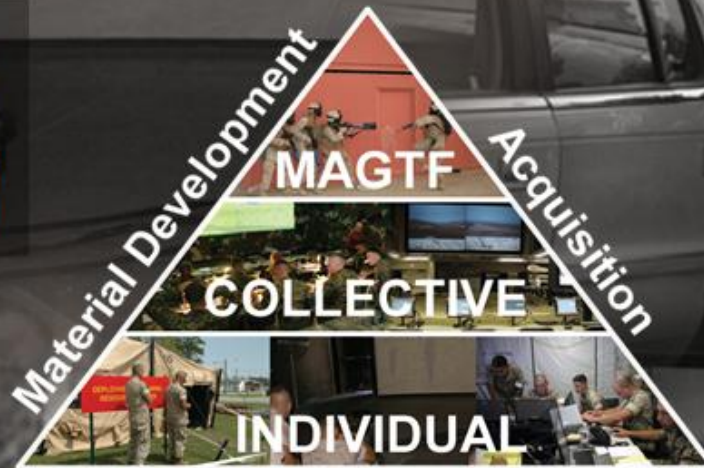 Material Development
Acquisition
MAGTF
COLLECTIVE
INDIVIDUAL